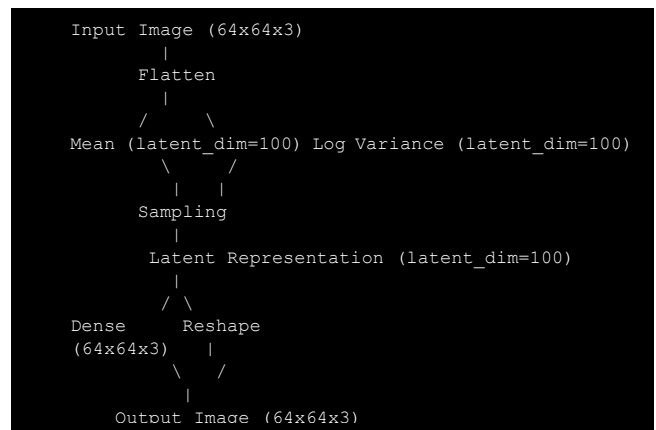 Input Image (64x64x3)
|
Flatten
|
/ \
Mean (latent_dim=100) Log Variance (latent_dim=100)
\ /
| |
Sampling
|
Latent Representation (latent_dim=100)
|
/ \
Dense Reshape
(64x64x3) |
\ /
|
Output Image (64x64x3)